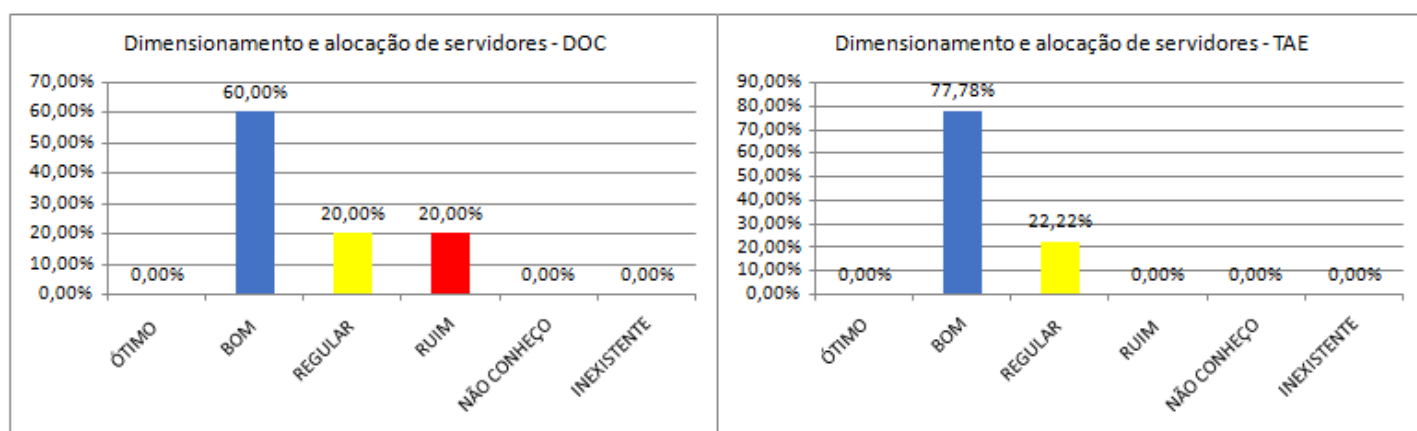 Dimensionamento e alocação de servidores - DOC
70,00%
60,00%
50,00%
40,00%
30,00%
20,00%
10,00%
0,00%
0,00%
60,00%
20,00%
20,00%
0,00%
0,00%
ÓTIMO
BOM
REGULAR
RUIM
NÃO CONHEÇO
INEXISTENTE
Dimensionamento e alocação de servidores - TAE
90,00%
80,00%
70,00%
60,00%
50,00%
40,00%
30,00%
20,00%
10,00%
0,00%
0,00%
77,78%
22,22%
0,00%
0,00%
0,00%
ÓTIMO
BOM
REGULAR
RUIM
NÃO CONHEÇO
INEXISTENTE